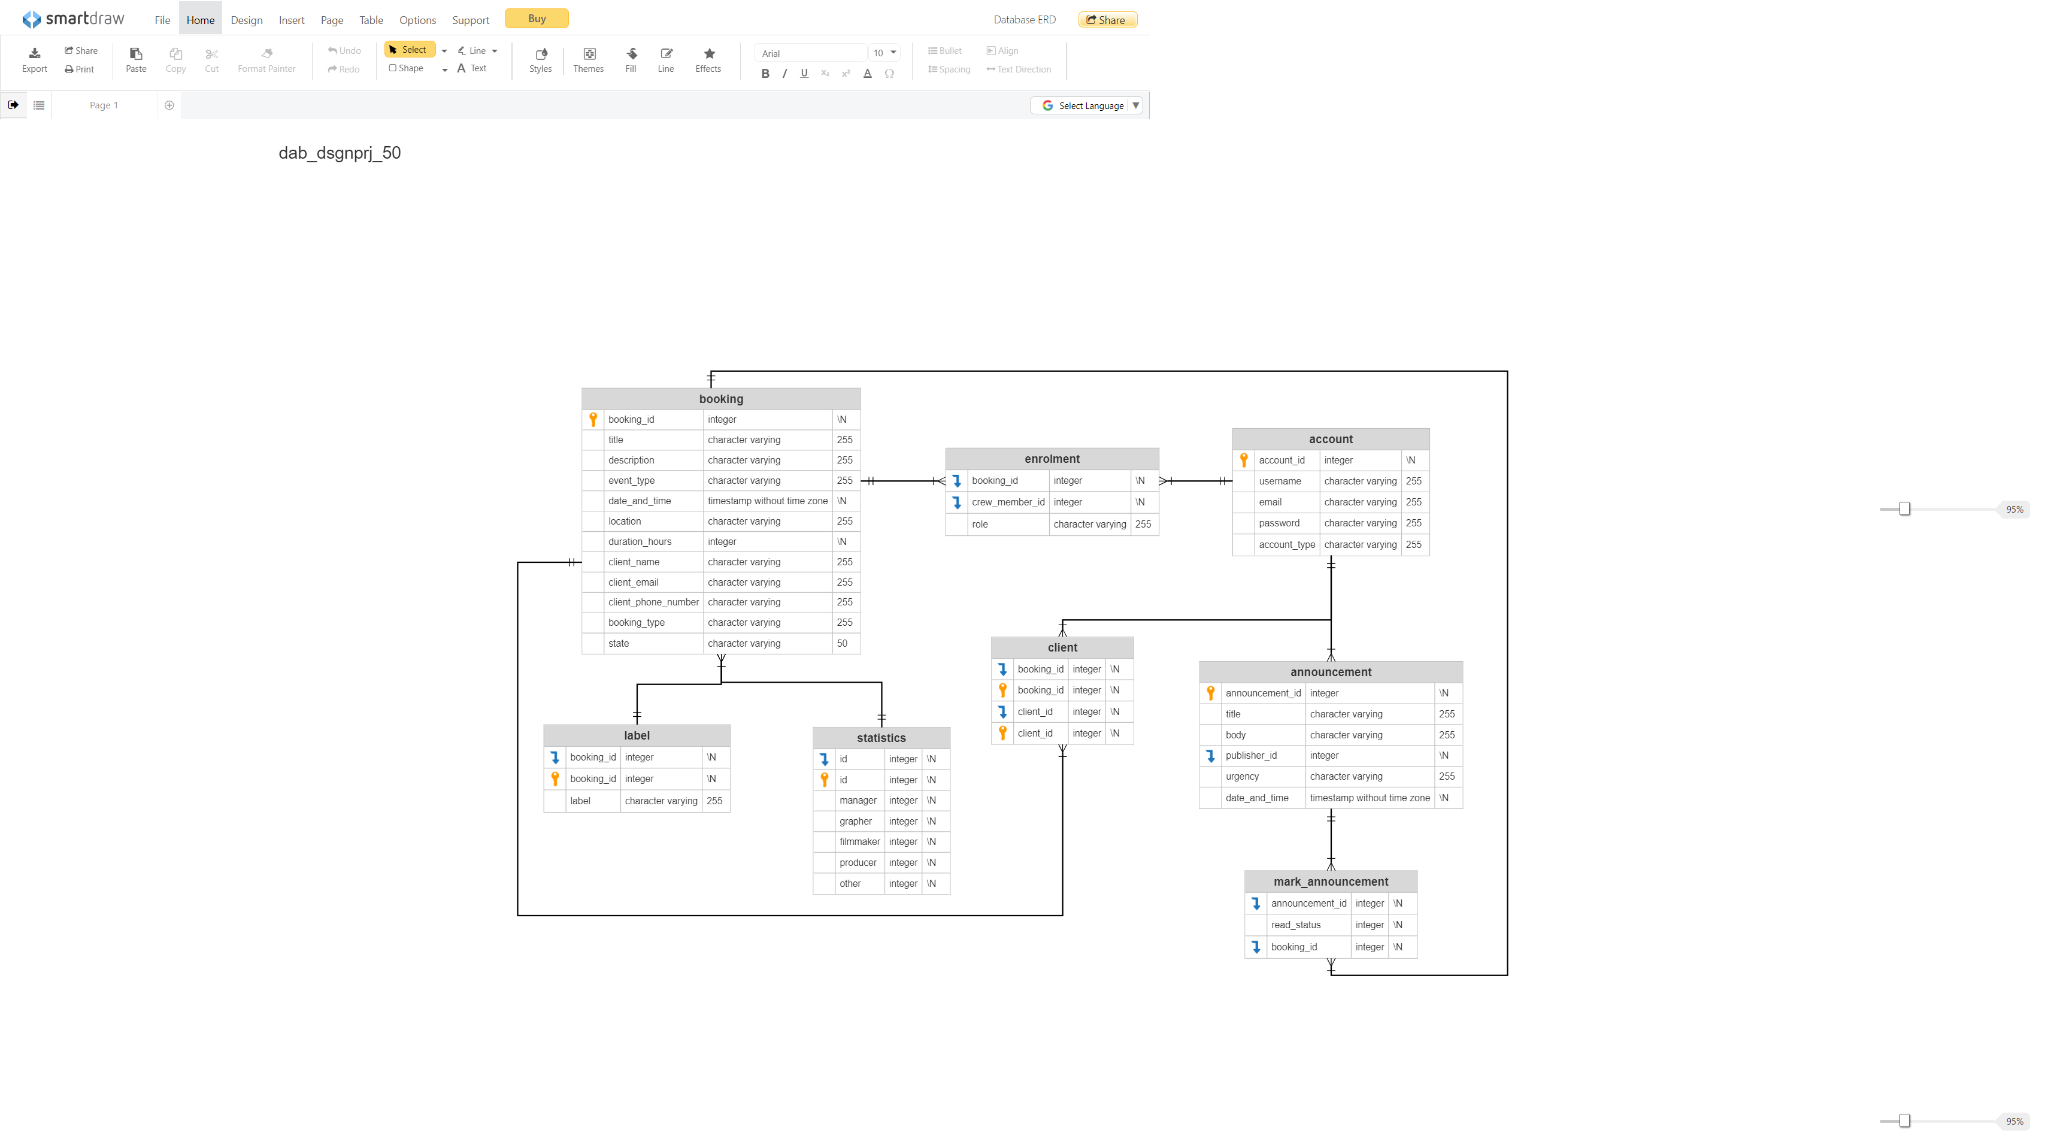 smartdraw File Home Design Insert Page Table Options Support Buy Database ERD Share
Export Share Print Paste Copy Cut Format Painter Undo Redo Select Line Shape Text Styles Themes Fill Line Effects Arial 10 B I U X₂ X² A Ω Bullet Align Spacing Text Direction
Page 1 Select Language
dab_dsgnprj_50
booking
booking_id integer \N
title character varying 255
description character varying 255
event_type character varying 255
date_and_time timestamp without time zone \N
location character varying 255
duration_hours integer \N
client_name character varying 255
client_email character varying 255
client_phone_number character varying 255
booking_type character varying 255
state character varying 50
enrolment
booking_id integer \N
crew_member_id integer \N
role character varying 255
account
account_id integer \N
username character varying 255
email character varying 255
password character varying 255
account_type character varying 255
95%
client
booking_id integer \N
booking_id integer \N
client_id integer \N
client_id integer \N
announcement
announcement_id integer \N
title character varying 255
body character varying 255
publisher_id integer \N
urgency character varying 255
date_and_time timestamp without time zone \N
label
booking_id integer \N
booking_id integer \N
label character varying 255
statistics
id integer \N
id integer \N
manager integer \N
grapher integer \N
filmmaker integer \N
producer integer \N
other integer \N
mark_announcement
announcement_id integer \N
read_status integer \N
booking_id integer \N
95%